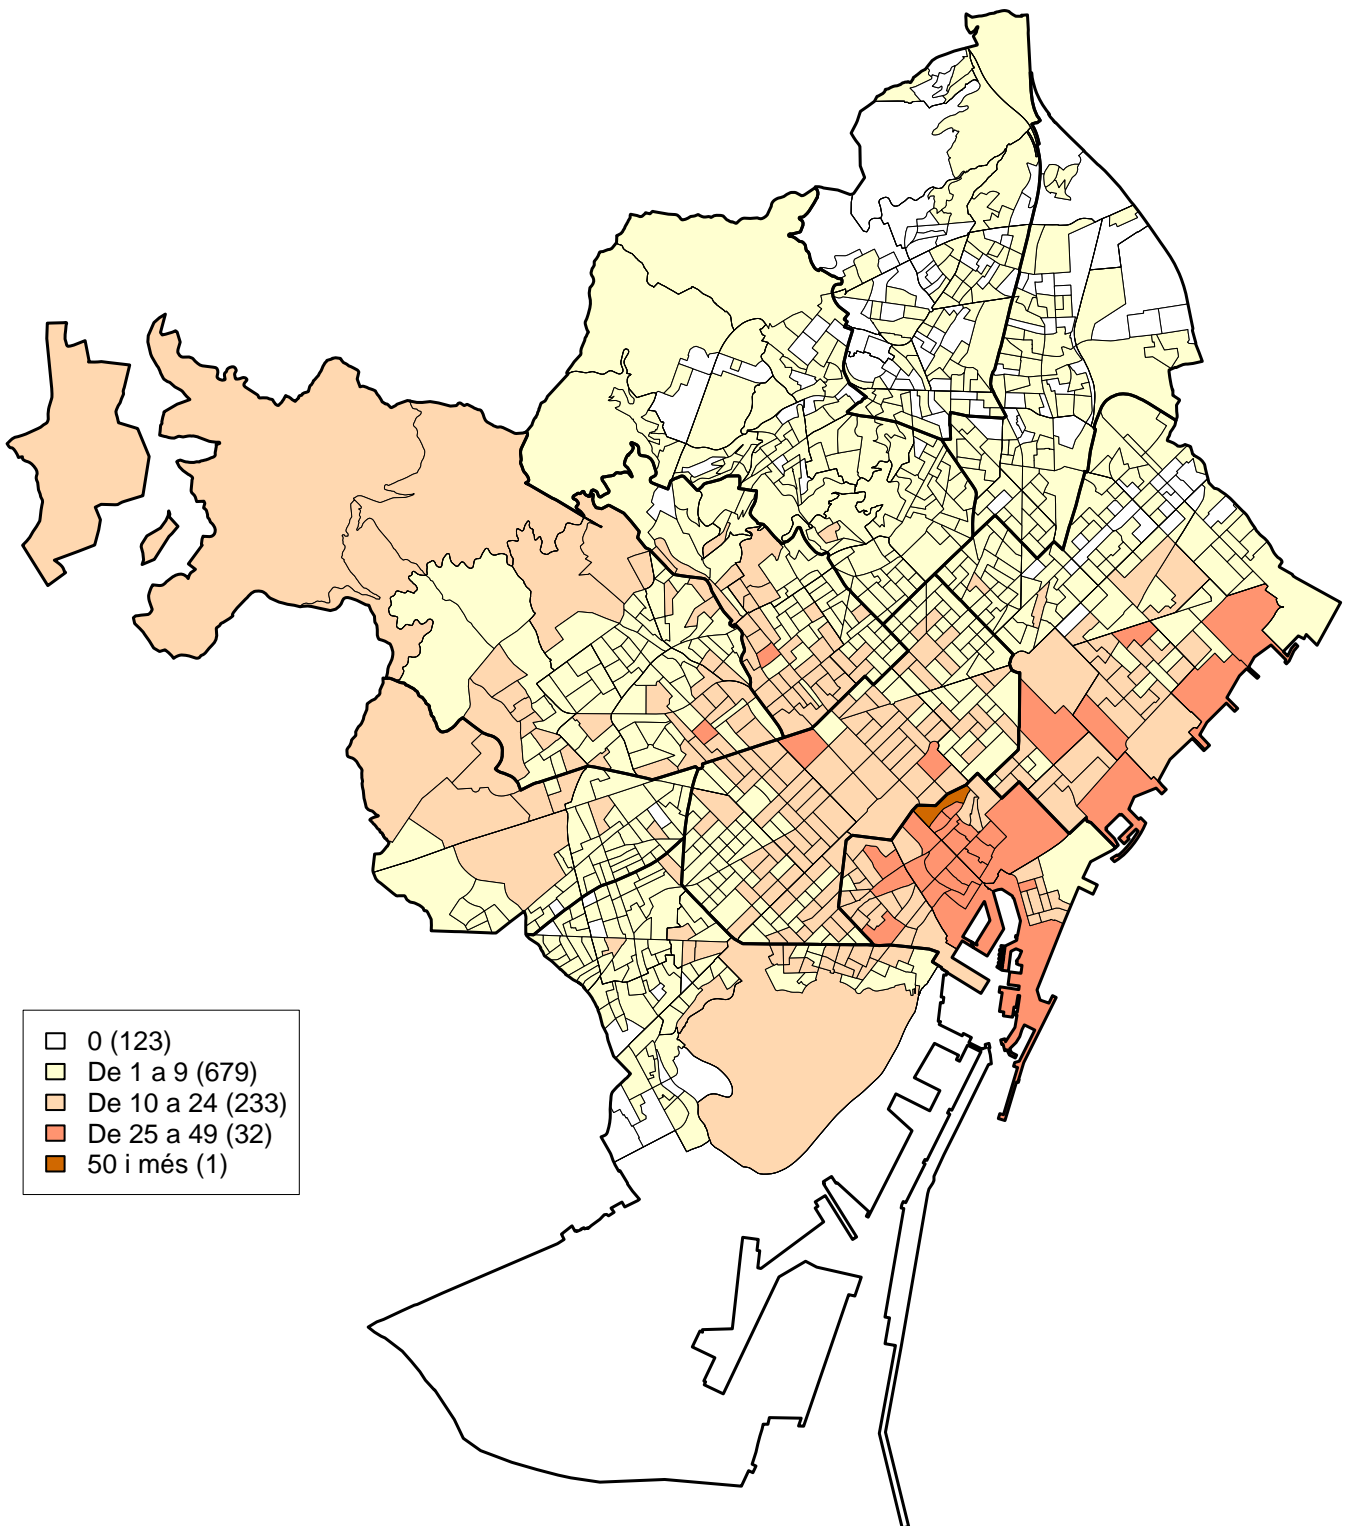 0 (123)
De 1 a 9 (679)
De 10 a 24 (233)
De 25 a 49 (32)
50 i més (1)